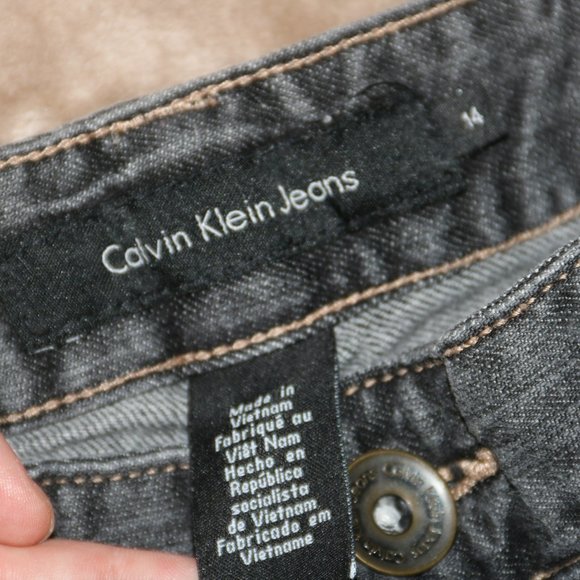 14
Calvin Klein Jeans
Made in
Vietnam
Fabriqué au
Việt Nam
Hecho en
República
socialista
de Vietnam
Fabricado em
Vietname